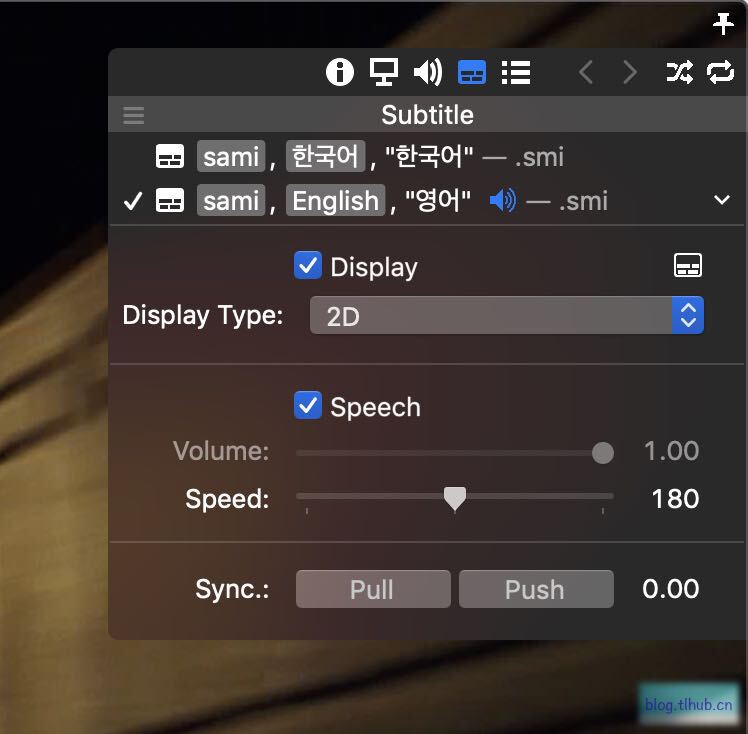 Subtitle
sami , 한국어 , "한국어" — .smi
sami , English , "영어" — .smi
Display
Display Type: 2D
Speech
Volume: 1.00
Speed: 180
Sync.: Pull Push 0.00
blog.tlhub.cn